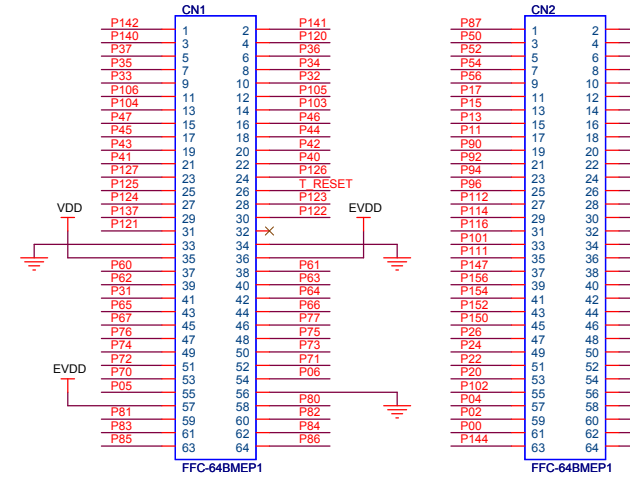 CN1 CN2
P142 1 2 P141 P87 1 2
P140 3 4 P120 P50 3 4
P37 5 6 P36 P52 5 6
P35 7 8 P34 P54 7 8
P33 9 10 P32 P56 9 10
P106 11 12 P105 P17 11 12
P104 13 14 P103 P15 13 14
P47 15 16 P46 P13 15 16
P45 17 18 P44 P11 17 18
P43 19 20 P42 P90 19 20
P41 21 22 P40 P92 21 22
P127 23 24 P126 P94 23 24
P125 25 26 T_RESET P96 25 26
P124 27 28 P123 P112 27 28
VDD P137 29 30 P122 EVDD P114 29 30
P121 31 32 P116 31 32
33 34 P101 33 34
35 36 P111 35 36
P60 37 38 P61 P147 37 38
P62 39 40 P63 P156 39 40
P31 41 42 P64 P154 41 42
P65 43 44 P66 P152 43 44
P67 45 46 P77 P150 45 46
P76 47 48 P75 P26 47 48
P74 49 50 P73 P24 49 50
P72 51 52 P71 P22 51 52
EVDD P70 53 54 P06 P20 53 54
P05 55 56 P102 55 56
57 58 P80 P04 57 58
P81 59 60 P82 P02 59 60
P83 61 62 P84 P00 61 62
P85 63 64 P86 P144 63 64
FFC-64BMEP1 FFC-64BMEP1